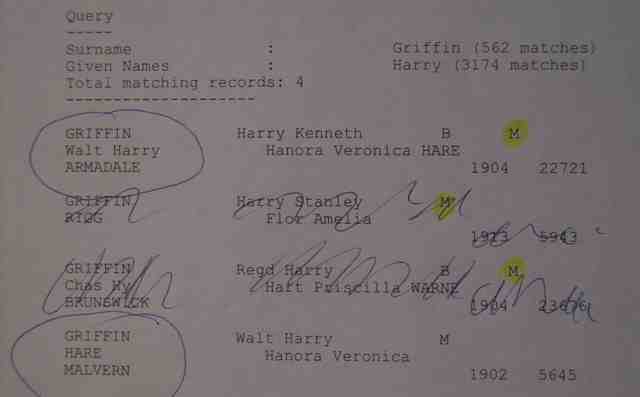 Query
-----
Surname : Griffin (562 matches)
Given Names : Harry (3174 matches)
Total matching records: 4
--------------------
GRIFFIN Harry Kenneth B M
Walt Harry Hanora Veronica HARE
ARMADALE 1904 22721
GRIFFIN Harry Stanley M
RIGG Flor Amelia
1913 5943
GRIFFIN Regd Harry B M
Chas Hy Haft Priscilla WARNE
BRUNSWICK 1904
GRIFFIN Walt Harry M
HARE Hanora Veronica
MALVERN 1902 5645